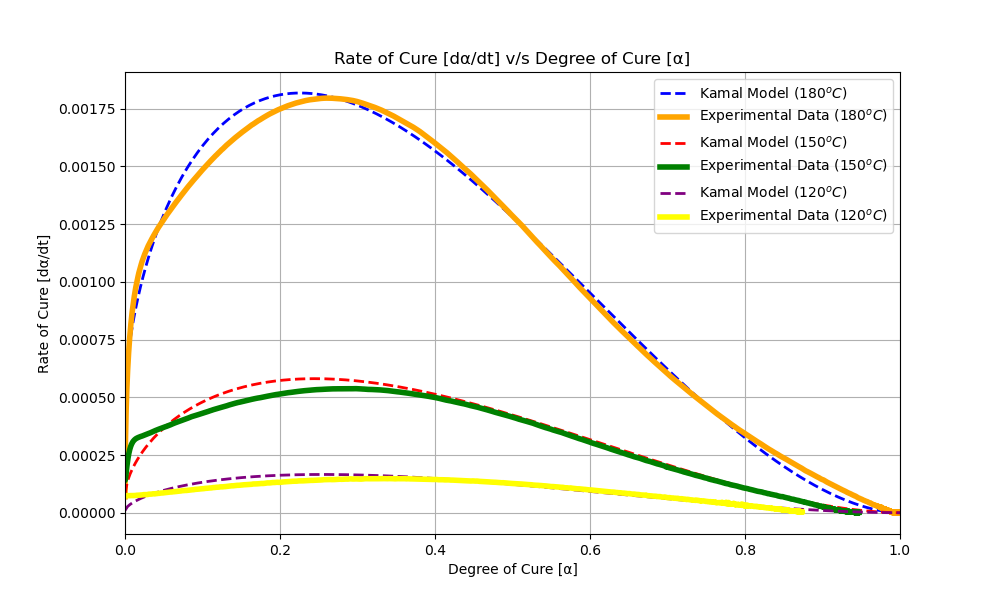 Rate of Cure [dα/dt] v/s Degree of Cure [α]
Kamal Model (180°C)
Experimental Data (180°C)
Kamal Model (150°C)
Experimental Data (150°C)
Kamal Model (120°C)
Experimental Data (120°C)
Rate of Cure [dα/dt]
0.00175
0.00150
0.00125
0.00100
0.00075
0.00050
0.00025
0.00000
0.0 0.2 0.4 0.6 0.8 1.0
Degree of Cure [α]